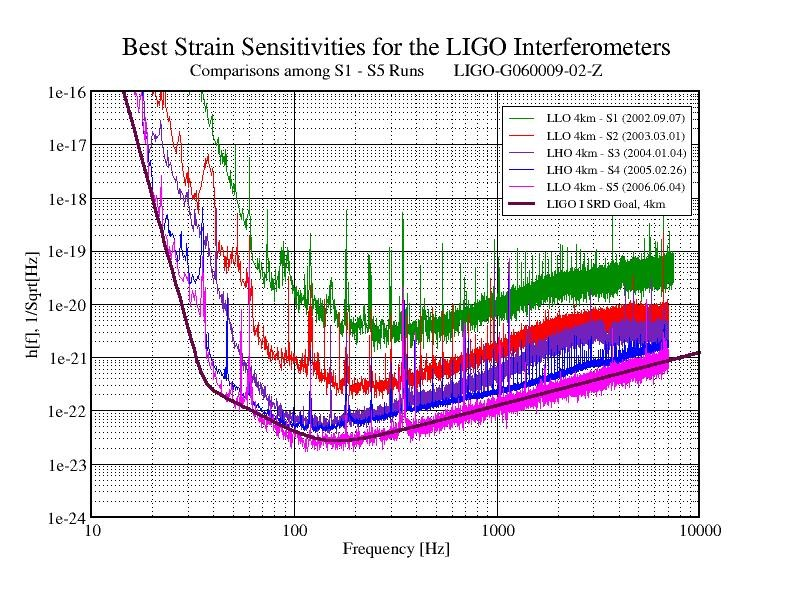 Best Strain Sensitivities for the LIGO Interferometers
Comparisons among S1 - S5 Runs LIGO-G060009-02-Z
LLO 4km - S1 (2002.09.07)
LLO 4km - S2 (2003.03.01)
LHO 4km - S3 (2004.01.04)
LHO 4km - S4 (2005.02.26)
LLO 4km - S5 (2006.06.04)
LIGO I SRD Goal, 4km
h[f], 1/Sqrt[Hz]
1e-16
1e-17
1e-18
1e-19
1e-20
1e-21
1e-22
1e-23
1e-24
10 100 1000 10000
Frequency [Hz]